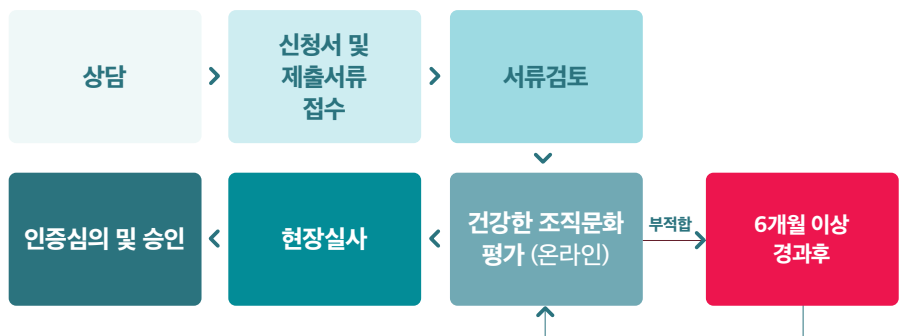 상담
신청서 및
제출서류
접수
서류검토
건강한 조직문화
평가 (온라인)
부적합
6개월 이상
경과후
현장실사
인증심의 및 승인